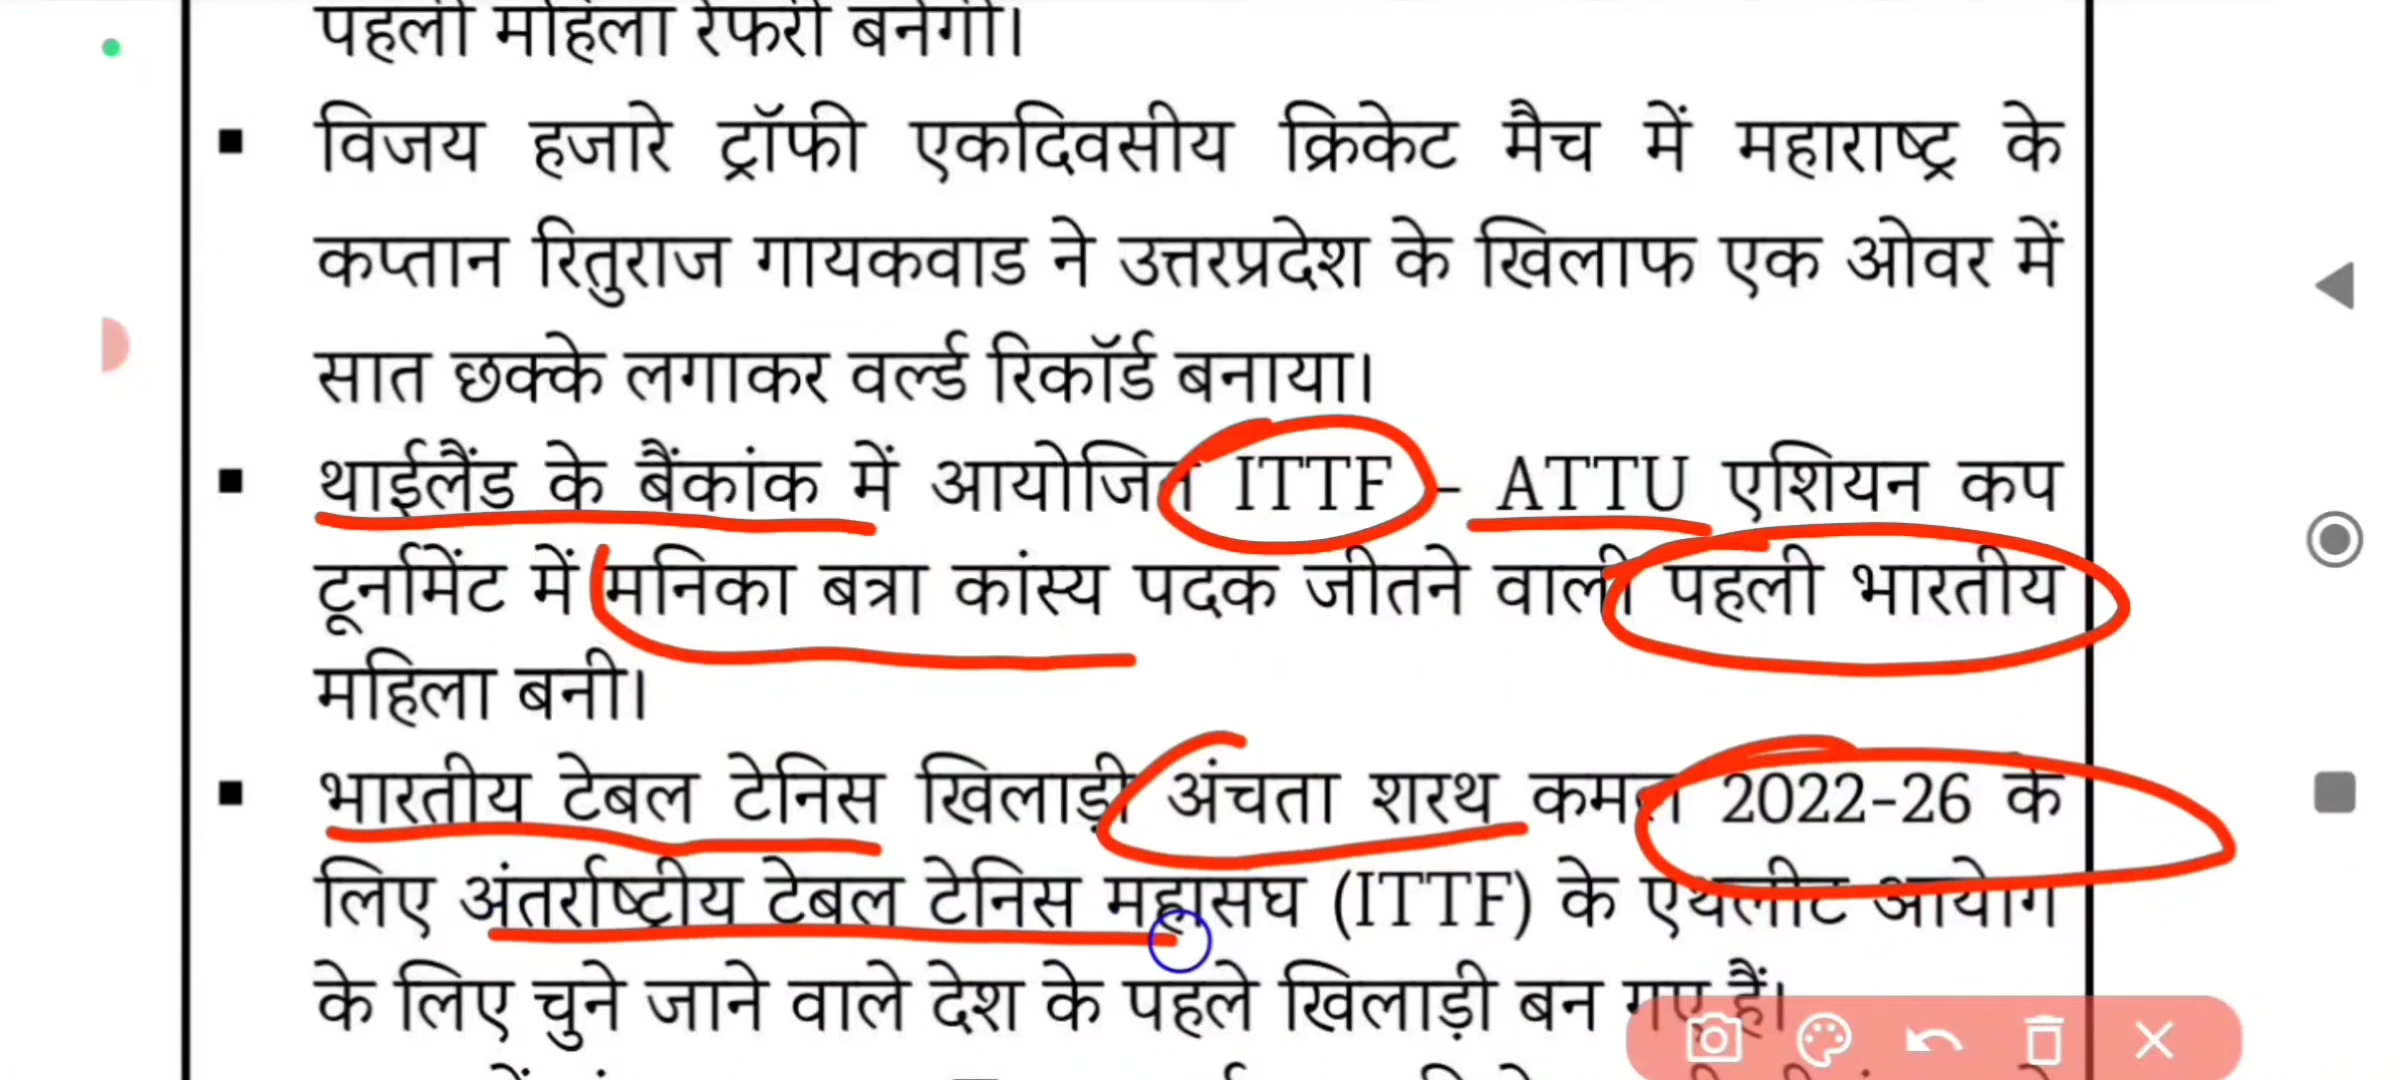 पहली महिला रेफरी बनेगी।
▪ विजय हजारे ट्रॉफी एकदिवसीय क्रिकेट मैच में महाराष्ट्र के
कप्तान रितुराज गायकवाड ने उत्तरप्रदेश के खिलाफ एक ओवर में
सात छक्के लगाकर वर्ल्ड रिकॉर्ड बनाया।
▪ थाईलैंड के बैंकांक में आयोजित ITTF – ATTU एशियन कप
टूर्नामेंट में मनिका बत्रा कांस्य पदक जीतने वाली पहली भारतीय
महिला बनी।
▪ भारतीय टेबल टेनिस खिलाड़ी अंचता शरथ कमल 2022-26 के
लिए अंतर्राष्ट्रीय टेबल टेनिस महासघ (ITTF) के एथलीट आयोग
के लिए चुने जाने वाले देश के पहले खिलाड़ी बन गए हैं।